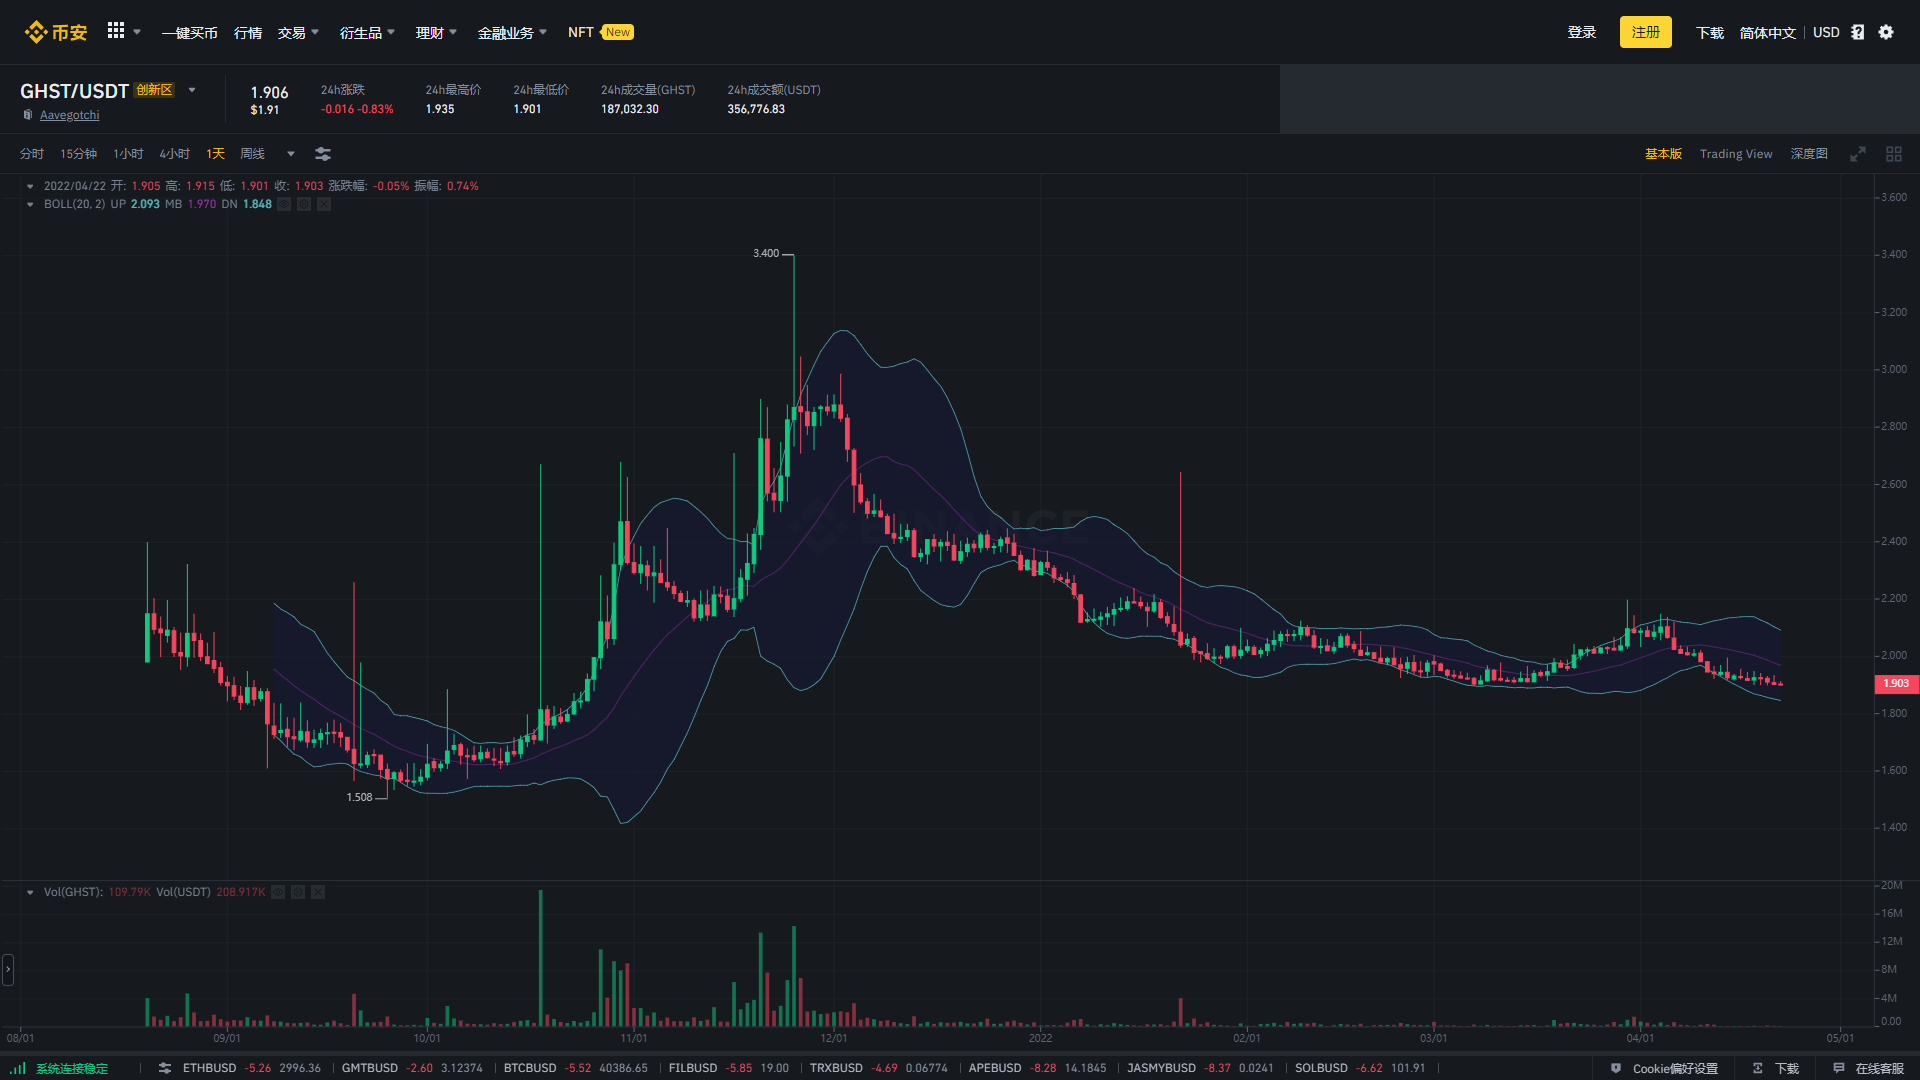 币安 一键买币 行情 交易 衍生品 理财 金融业务 NFT New 登录 注册 下载 简体中文 USD
GHST/USDT 创新区
Aavegotchi
1.906
$1.91
24h涨跌
-0.016 -0.83%
24h最高价
1.935
24h最低价
1.901
24h成交量(GHST)
187,032.30
24h成交额(USDT)
356,776.83
分时 15分钟 1小时 4小时 1天 周线 基本版 Trading View 深度图
2022/04/22 开: 1.905 高: 1.915 低: 1.901 收: 1.903 涨跌幅: -0.05% 振幅: 0.74%
BOLL(20, 2) UP 2.093 MB 1.970 DN 1.848
3.600
3.400
3.400
3.200
3.000
2.800
2.600
BINANCE
2.400
2.200
2.000
1.903
1.800
1.600
1.508
1.400
Vol(GHST): 109.79K Vol(USDT) 208.917K
20M
16M
12M
8M
4M
0.00
08/01 09/01 10/01 11/01 12/01 2022 02/01 03/01 04/01 05/01
系统连接稳定 ETHBUSD -5.26 2996.36 GMTBUSD -2.60 3.12374 BTCBUSD -5.52 40386.65 FILBUSD -5.85 19.00 TRXBUSD -4.69 0.06774 APEBUSD -8.28 14.1845 JASMYBUSD -8.37 0.0241 SOLBUSD -6.62 101.91 Cookie偏好设置 下载 在线客服